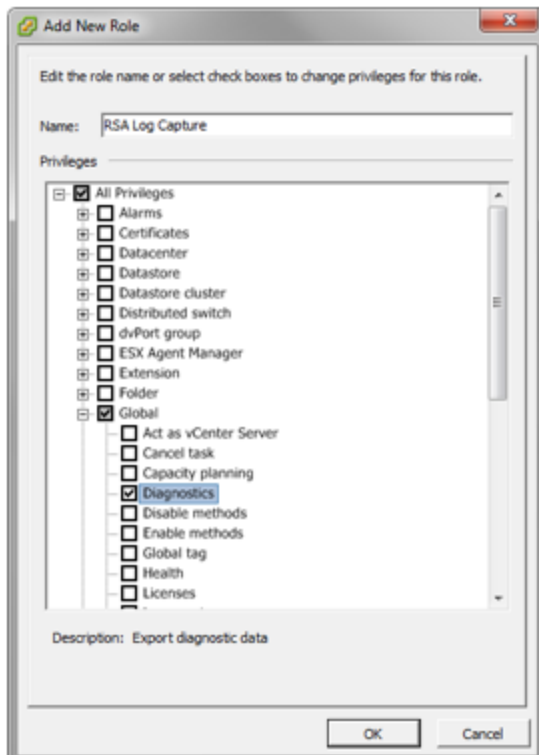 Add New Role
Edit the role name or select check boxes to change privileges for this role.
Name: RSA Log Capture
Privileges
All Privileges
Alarms
Certificates
Datacenter
Datastore
Datastore cluster
Distributed switch
dvPort group
ESX Agent Manager
Extension
Folder
Global
Act as vCenter Server
Cancel task
Capacity planning
Diagnostics
Disable methods
Enable methods
Global tag
Health
Licenses
Description: Export diagnostic data
OK Cancel